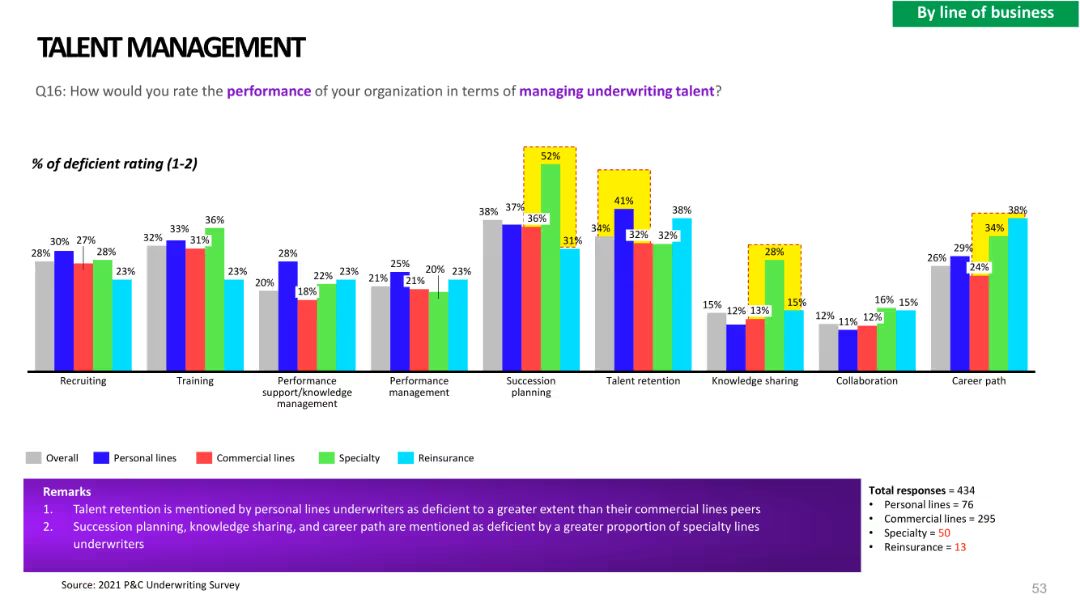 By line of business
TALENT MANAGEMENT
Q16: How would you rate the performance of your organization in terms of managing underwriting talent?
% of deficient rating (1-2)
28% 30% 27% 28% 23%
32% 33% 31% 36% 23%
20% 28% 18% 22% 23%
21% 25% 21% 20% 23%
38% 37% 36% 52% 31%
34% 41% 32% 32% 38%
15% 12% 13% 28% 15%
12% 11% 12% 16% 15%
26% 29% 24% 34% 38%
Recruiting
Training
Performance
support/knowledge
management
Performance
management
Succession
planning
Talent retention
Knowledge sharing
Collaboration
Career path
Overall Personal lines Commercial lines Specialty Reinsurance
Remarks
1. Talent retention is mentioned by personal lines underwriters as deficient to a greater extent than their commercial lines peers
2. Succession planning, knowledge sharing, and career path are mentioned as deficient by a greater proportion of specialty lines
underwriters
Total responses = 434
• Personal lines = 76
• Commercial lines = 295
• Specialty = 50
• Reinsurance = 13
Source: 2021 P&C Underwriting Survey
53